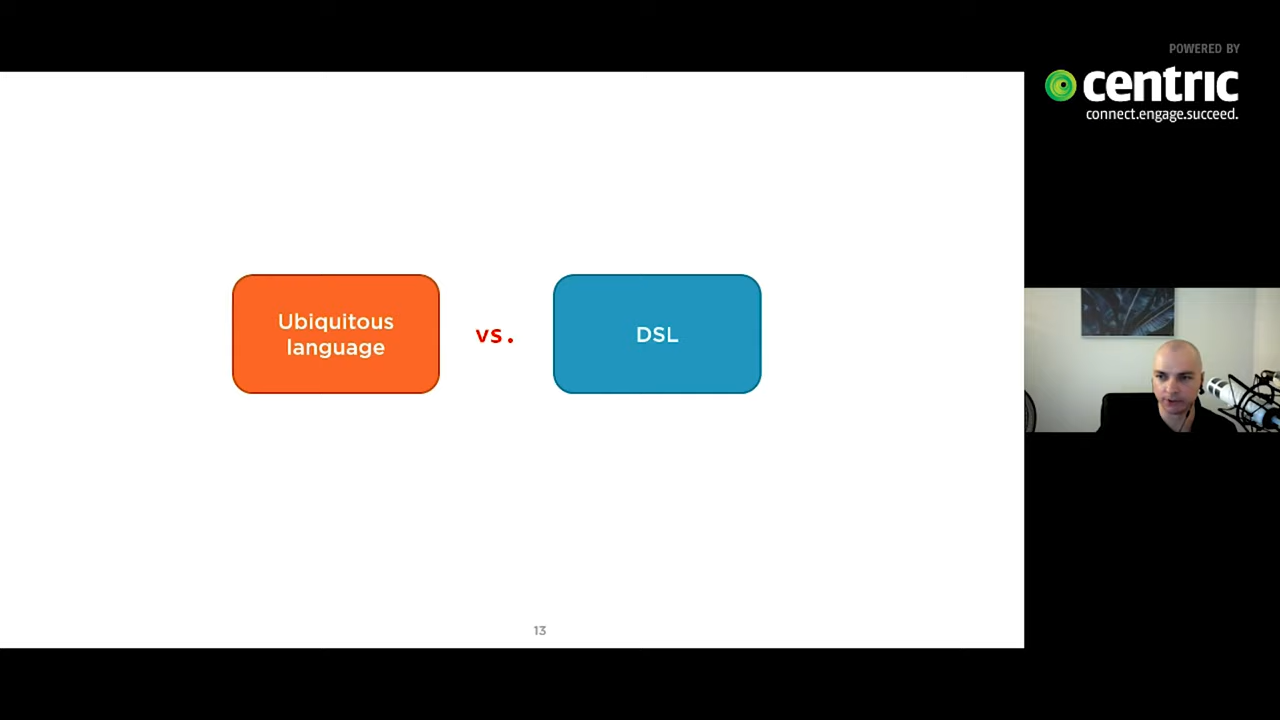 POWERED BY
centric
connect.engage.succeed.
Ubiquitous
language
vs.
DSL
13